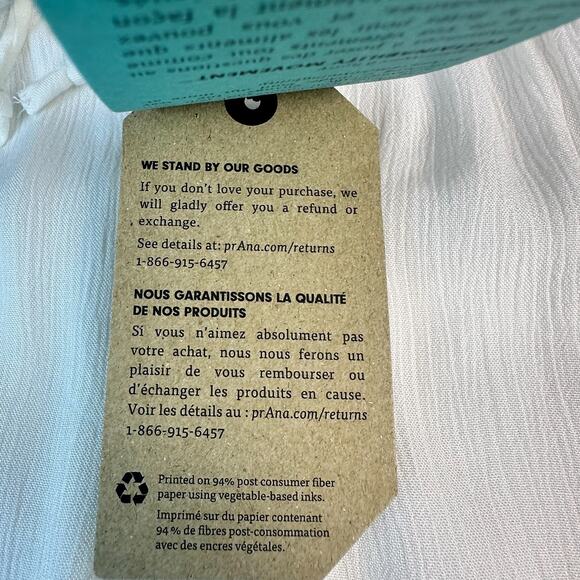 SUSTAINABILITY MOVEMENT
WE STAND BY OUR GOODS
If you don't love your purchase, we
will gladly offer you a refund or
exchange.
See details at: prAna.com/returns
1-866-915-6457
NOUS GARANTISSONS LA QUALITÉ
DE NOS PRODUITS
Si vous n'aimez absolument pas
votre achat, nous nous ferons un
plaisir de vous rembourser ou
d'échanger les produits en cause.
Voir les détails au : prAna.com/returns
1-866-915-6457
Printed on 94% post consumer fiber
paper using vegetable-based inks.
Imprimé sur du papier contenant
94 % de fibres post-consommation
avec des encres végétales.